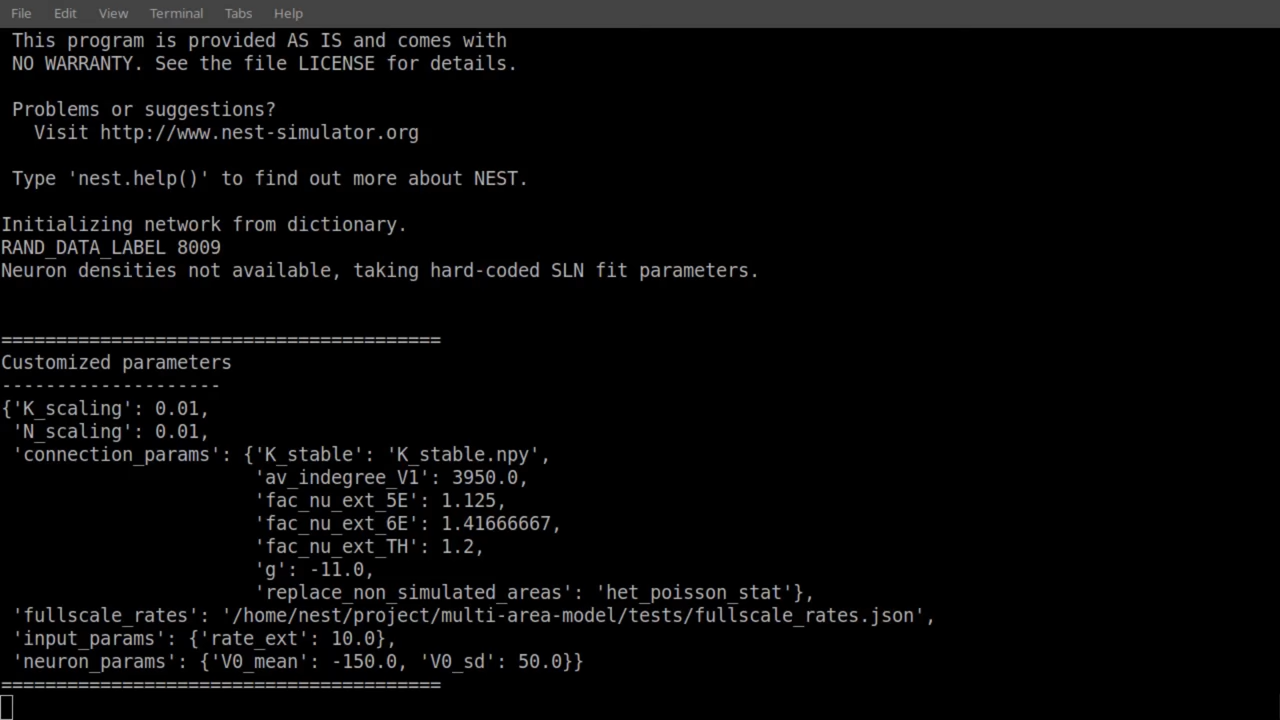 File Edit View Terminal Tabs Help
This program is provided AS IS and comes with
NO WARRANTY. See the file LICENSE for details.
Problems or suggestions?
Visit http://www.nest-simulator.org
Type 'nest.help()' to find out more about NEST.
Initializing network from dictionary.
RAND_DATA_LABEL 8009
Neuron densities not available, taking hard-coded SLN fit parameters.
========================================
Customized parameters
--------------------
{'K_scaling': 0.01,
'N_scaling': 0.01,
'connection_params': {'K_stable': 'K_stable.npy',
'av_indegree_V1': 3950.0,
'fac_nu_ext_5E': 1.125,
'fac_nu_ext_6E': 1.41666667,
'fac_nu_ext_TH': 1.2,
'g': -11.0,
'replace_non_simulated_areas': 'het_poisson_stat'},
'fullscale_rates': '/home/nest/project/multi-area-model/tests/fullscale_rates.json',
'input_params': {'rate_ext': 10.0},
'neuron_params': {'V0_mean': -150.0, 'V0_sd': 50.0}}
========================================